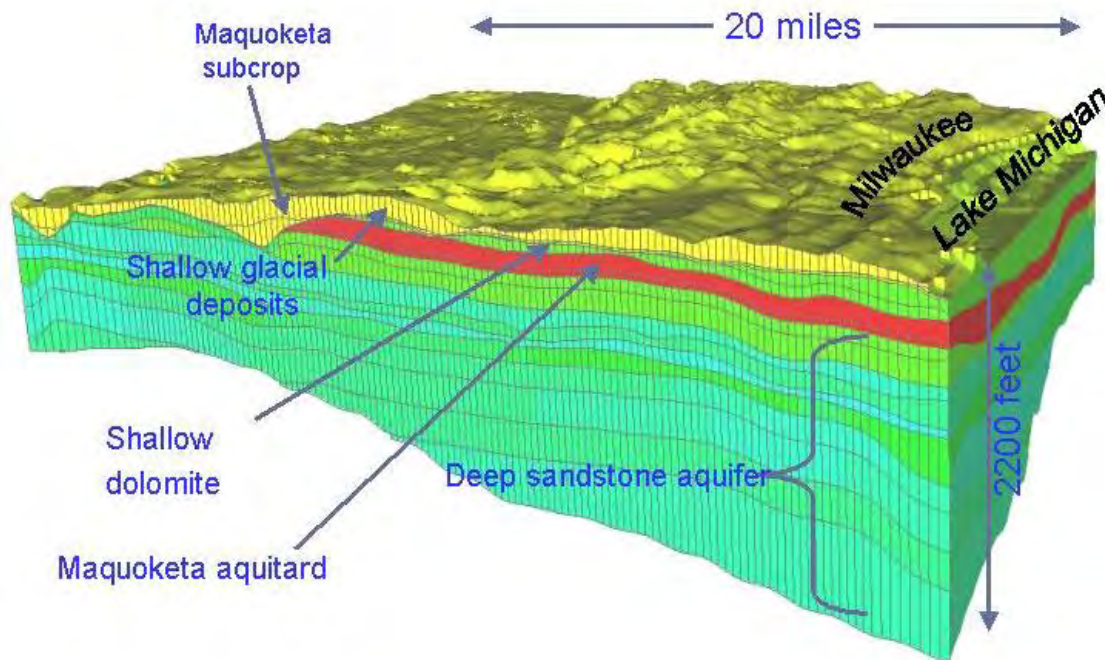 20 miles
Maquoketa
subcrop
Milwaukee
Lake Michigan
Shallow glacial
deposits
2200 feet
Shallow
dolomite
Deep sandstone aquifer
Maquoketa aquitard